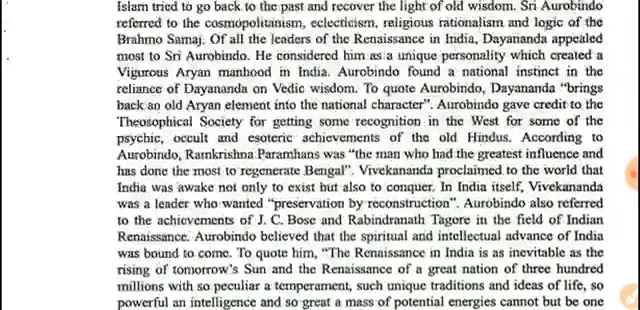 Islam tried to go back to the past and recover the light of old wisdom. Sri Aurobindo
referred to the cosmopolitanism, eclecticism, religious rationalism and logic of the
Brahmo Samaj. Of all the leaders of the Renaissance in India, Dayananda appealed
most to Sri Aurobindo. He considered him as a unique personality which created a
Vigurous Aryan manhood in India. Aurobindo found a national instinct in the
reliance of Dayananda on Vedic wisdom. To quote Aurobindo, Dayananda “brings
back an old Aryan element into the national character”. Aurobindo gave credit to the
Theosophical Society for getting some recognition in the West for some of the
psychic, occult and esoteric achievements of the old Hindus. According to
Aurobindo, Ramkrishna Paramhans was “the man who had the greatest influence and
has done the most to regenerate Bengal”. Vivekananda proclaimed to the world that
India was awake not only to exist but also to conquer. In India itself, Vivekananda
was a leader who wanted “preservation by reconstruction”. Aurobindo also referred
to the achievements of J. C. Bose and Rabindranath Tagore in the field of Indian
Renaissance. Aurobindo believed that the spiritual and intellectual advance of India
was bound to come. To quote him, “The Renaissance in India is as inevitable as the
rising of tomorrow’s Sun and the Renaissance of a great nation of three hundred
millions with so peculiar a temperament, such unique traditions and ideas of life, so
powerful an intelligence and so great a mass of potential energies cannot but be one